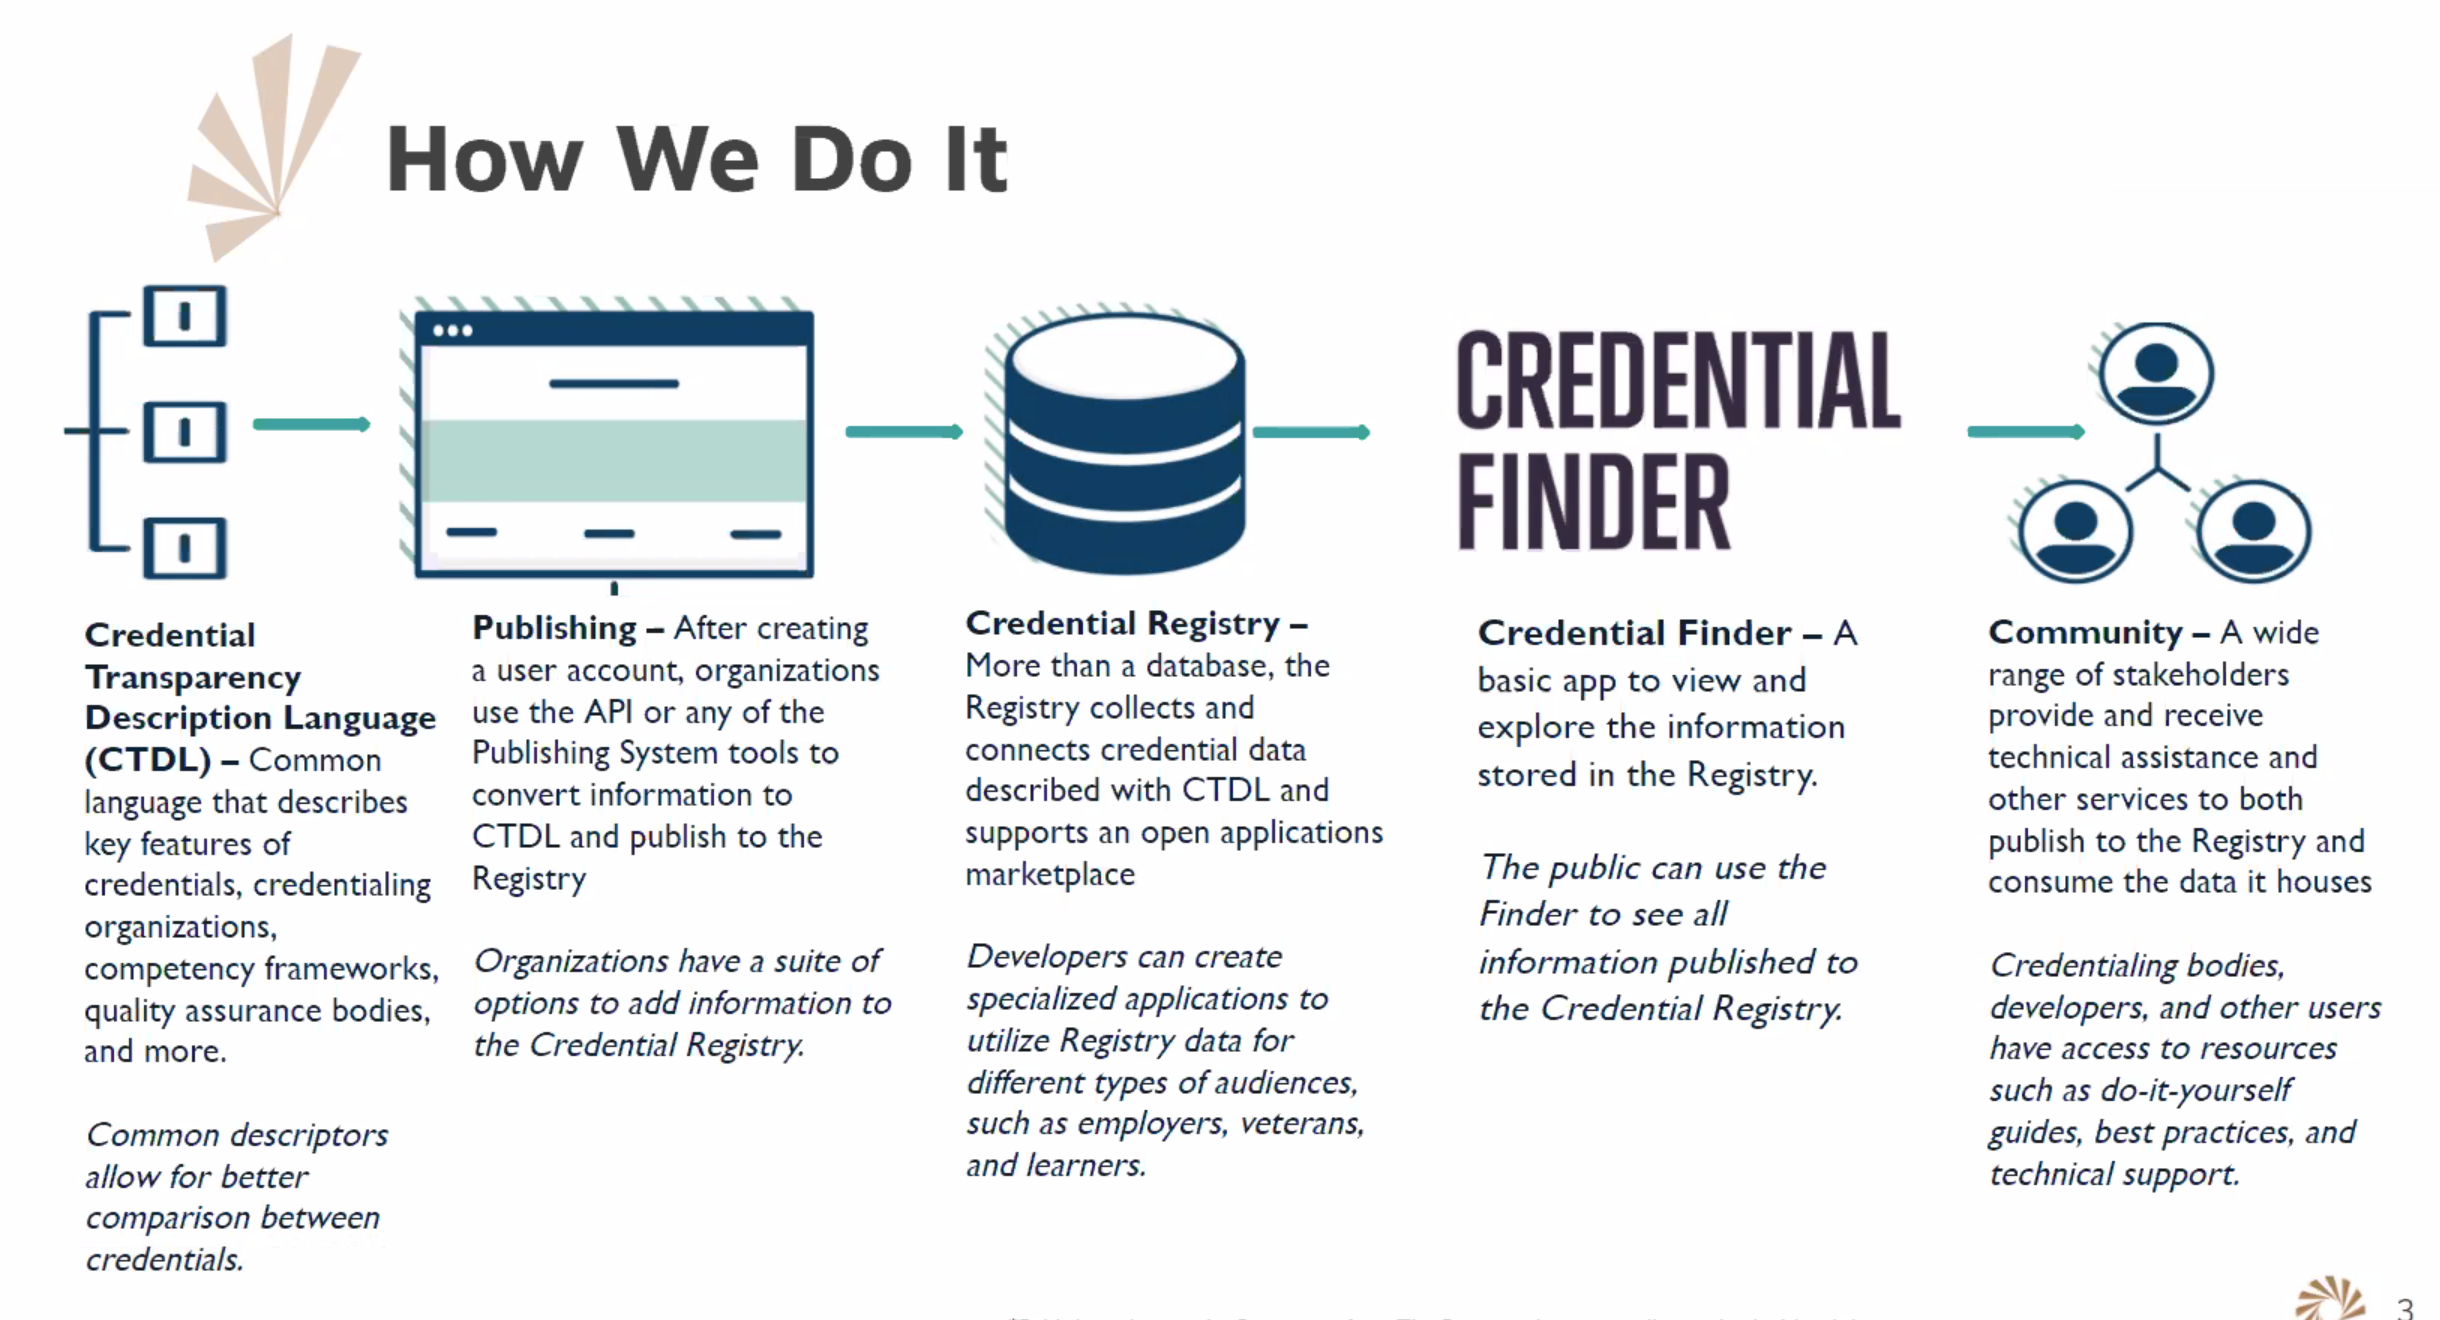 How We Do It
CREDENTIAL
FINDER
Credential
Transparency
Description Language
(CTDL) – Common
language that describes
key features of
credentials, credentialing
organizations,
competency frameworks,
quality assurance bodies,
and more.
Common descriptors
allow for better
comparison between
credentials.
Publishing – After creating
a user account, organizations
use the API or any of the
Publishing System tools to
convert information to
CTDL and publish to the
Registry
Organizations have a suite of
options to add information to
the Credential Registry.
Credential Registry –
More than a database, the
Registry collects and
connects credential data
described with CTDL and
supports an open applications
marketplace
Developers can create
specialized applications to
utilize Registry data for
different types of audiences,
such as employers, veterans,
and learners.
Credential Finder – A
basic app to view and
explore the information
stored in the Registry.
The public can use the
Finder to see all
information published to
the Credential Registry.
Community – A wide
range of stakeholders
provide and receive
technical assistance and
other services to both
publish to the Registry and
consume the data it houses
Credentialing bodies,
developers, and other users
have access to resources
such as do-it-yourself
guides, best practices, and
technical support.
3